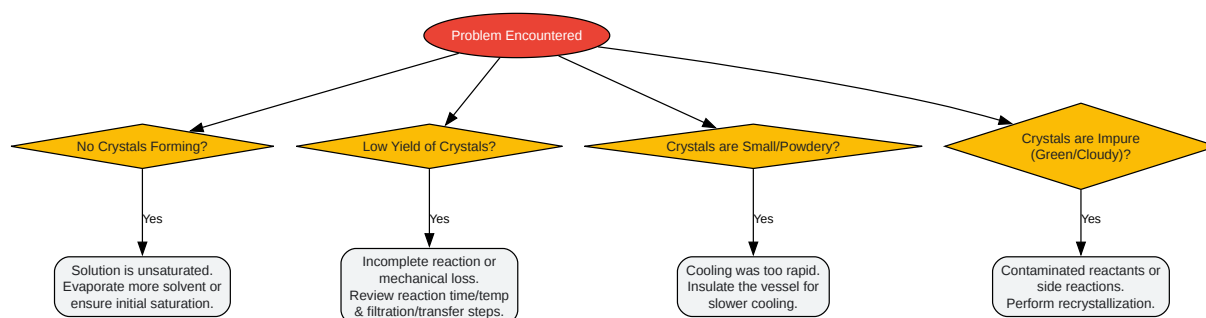 Problem Encountered
No Crystals Forming?
Low Yield of Crystals?
Crystals are Small/Powdery?
Crystals are Impure
(Green/Cloudy)?
Yes
Yes
Yes
Yes
Solution is unsaturated.
Evaporate more solvent or
ensure initial saturation.
Incomplete reaction or
mechanical loss.
Review reaction time/temp
& filtration/transfer steps.
Cooling was too rapid.
Insulate the vessel for
slower cooling.
Contaminated reactants or
side reactions.
Perform recrystallization.